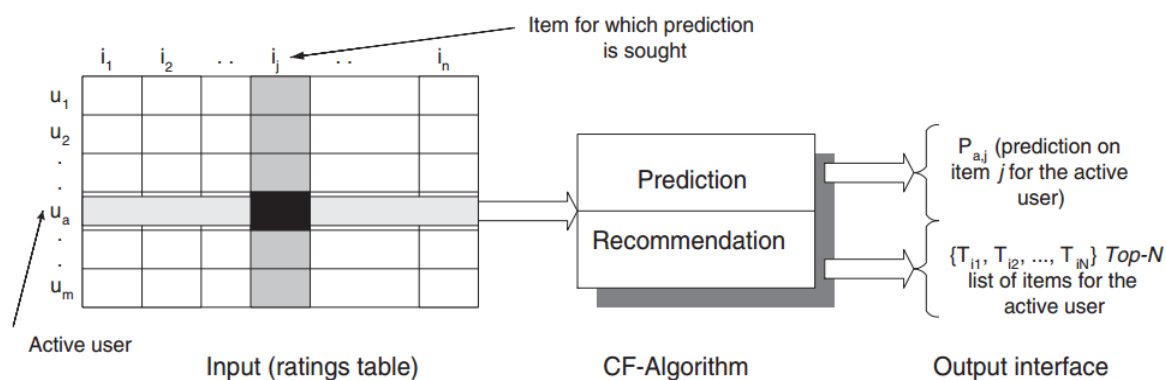 Item for which prediction
is sought
i1 i2 . . ij . . in
u1
u2
.
.
ua
.
.
um
Active user
Input (ratings table)
Prediction
Recommendation
CF-Algorithm
Pa,j (prediction on
item j for the active
user)
{Ti1, Ti2, ..., TiN} Top-N
list of items for the
active user
Output interface